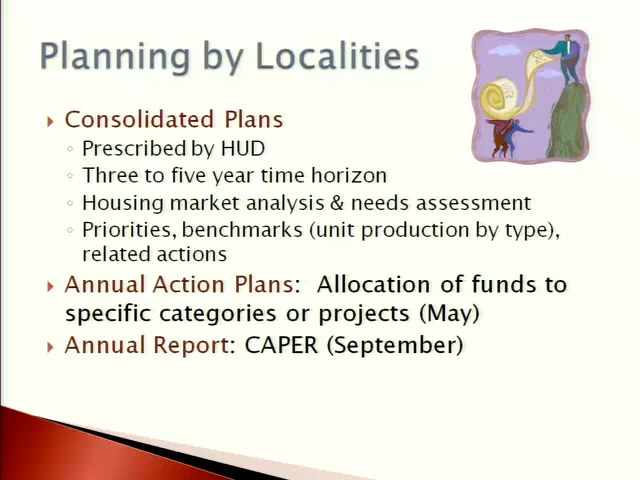 Planning by Localities
Consolidated Plans
Prescribed by HUD
Three to five year time horizon
Housing market analysis & needs assessment
Priorities, benchmarks (unit production by type),
related actions
Annual Action Plans:  Allocation of funds to
specific categories or projects (May)
Annual Report: CAPER (September)